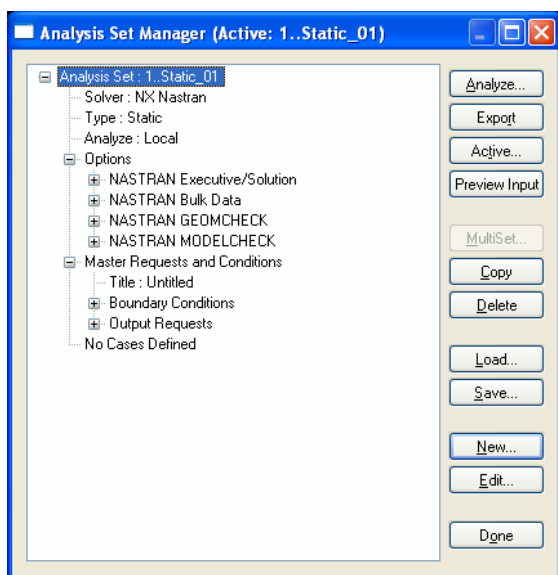 Analysis Set Manager (Active: 1..Static_01)
Analysis Set : 1..Static_01
Solver : NX Nastran
Type : Static
Analyze : Local
Options
NASTRAN Executive/Solution
NASTRAN Bulk Data
NASTRAN GEOMCHECK
NASTRAN MODELCHECK
Master Requests and Conditions
Title : Untitled
Boundary Conditions
Output Requests
No Cases Defined
Analyze...
Export
Active...
Preview Input
MultiSet...
Copy
Delete
Load...
Save...
New...
Edit...
Done